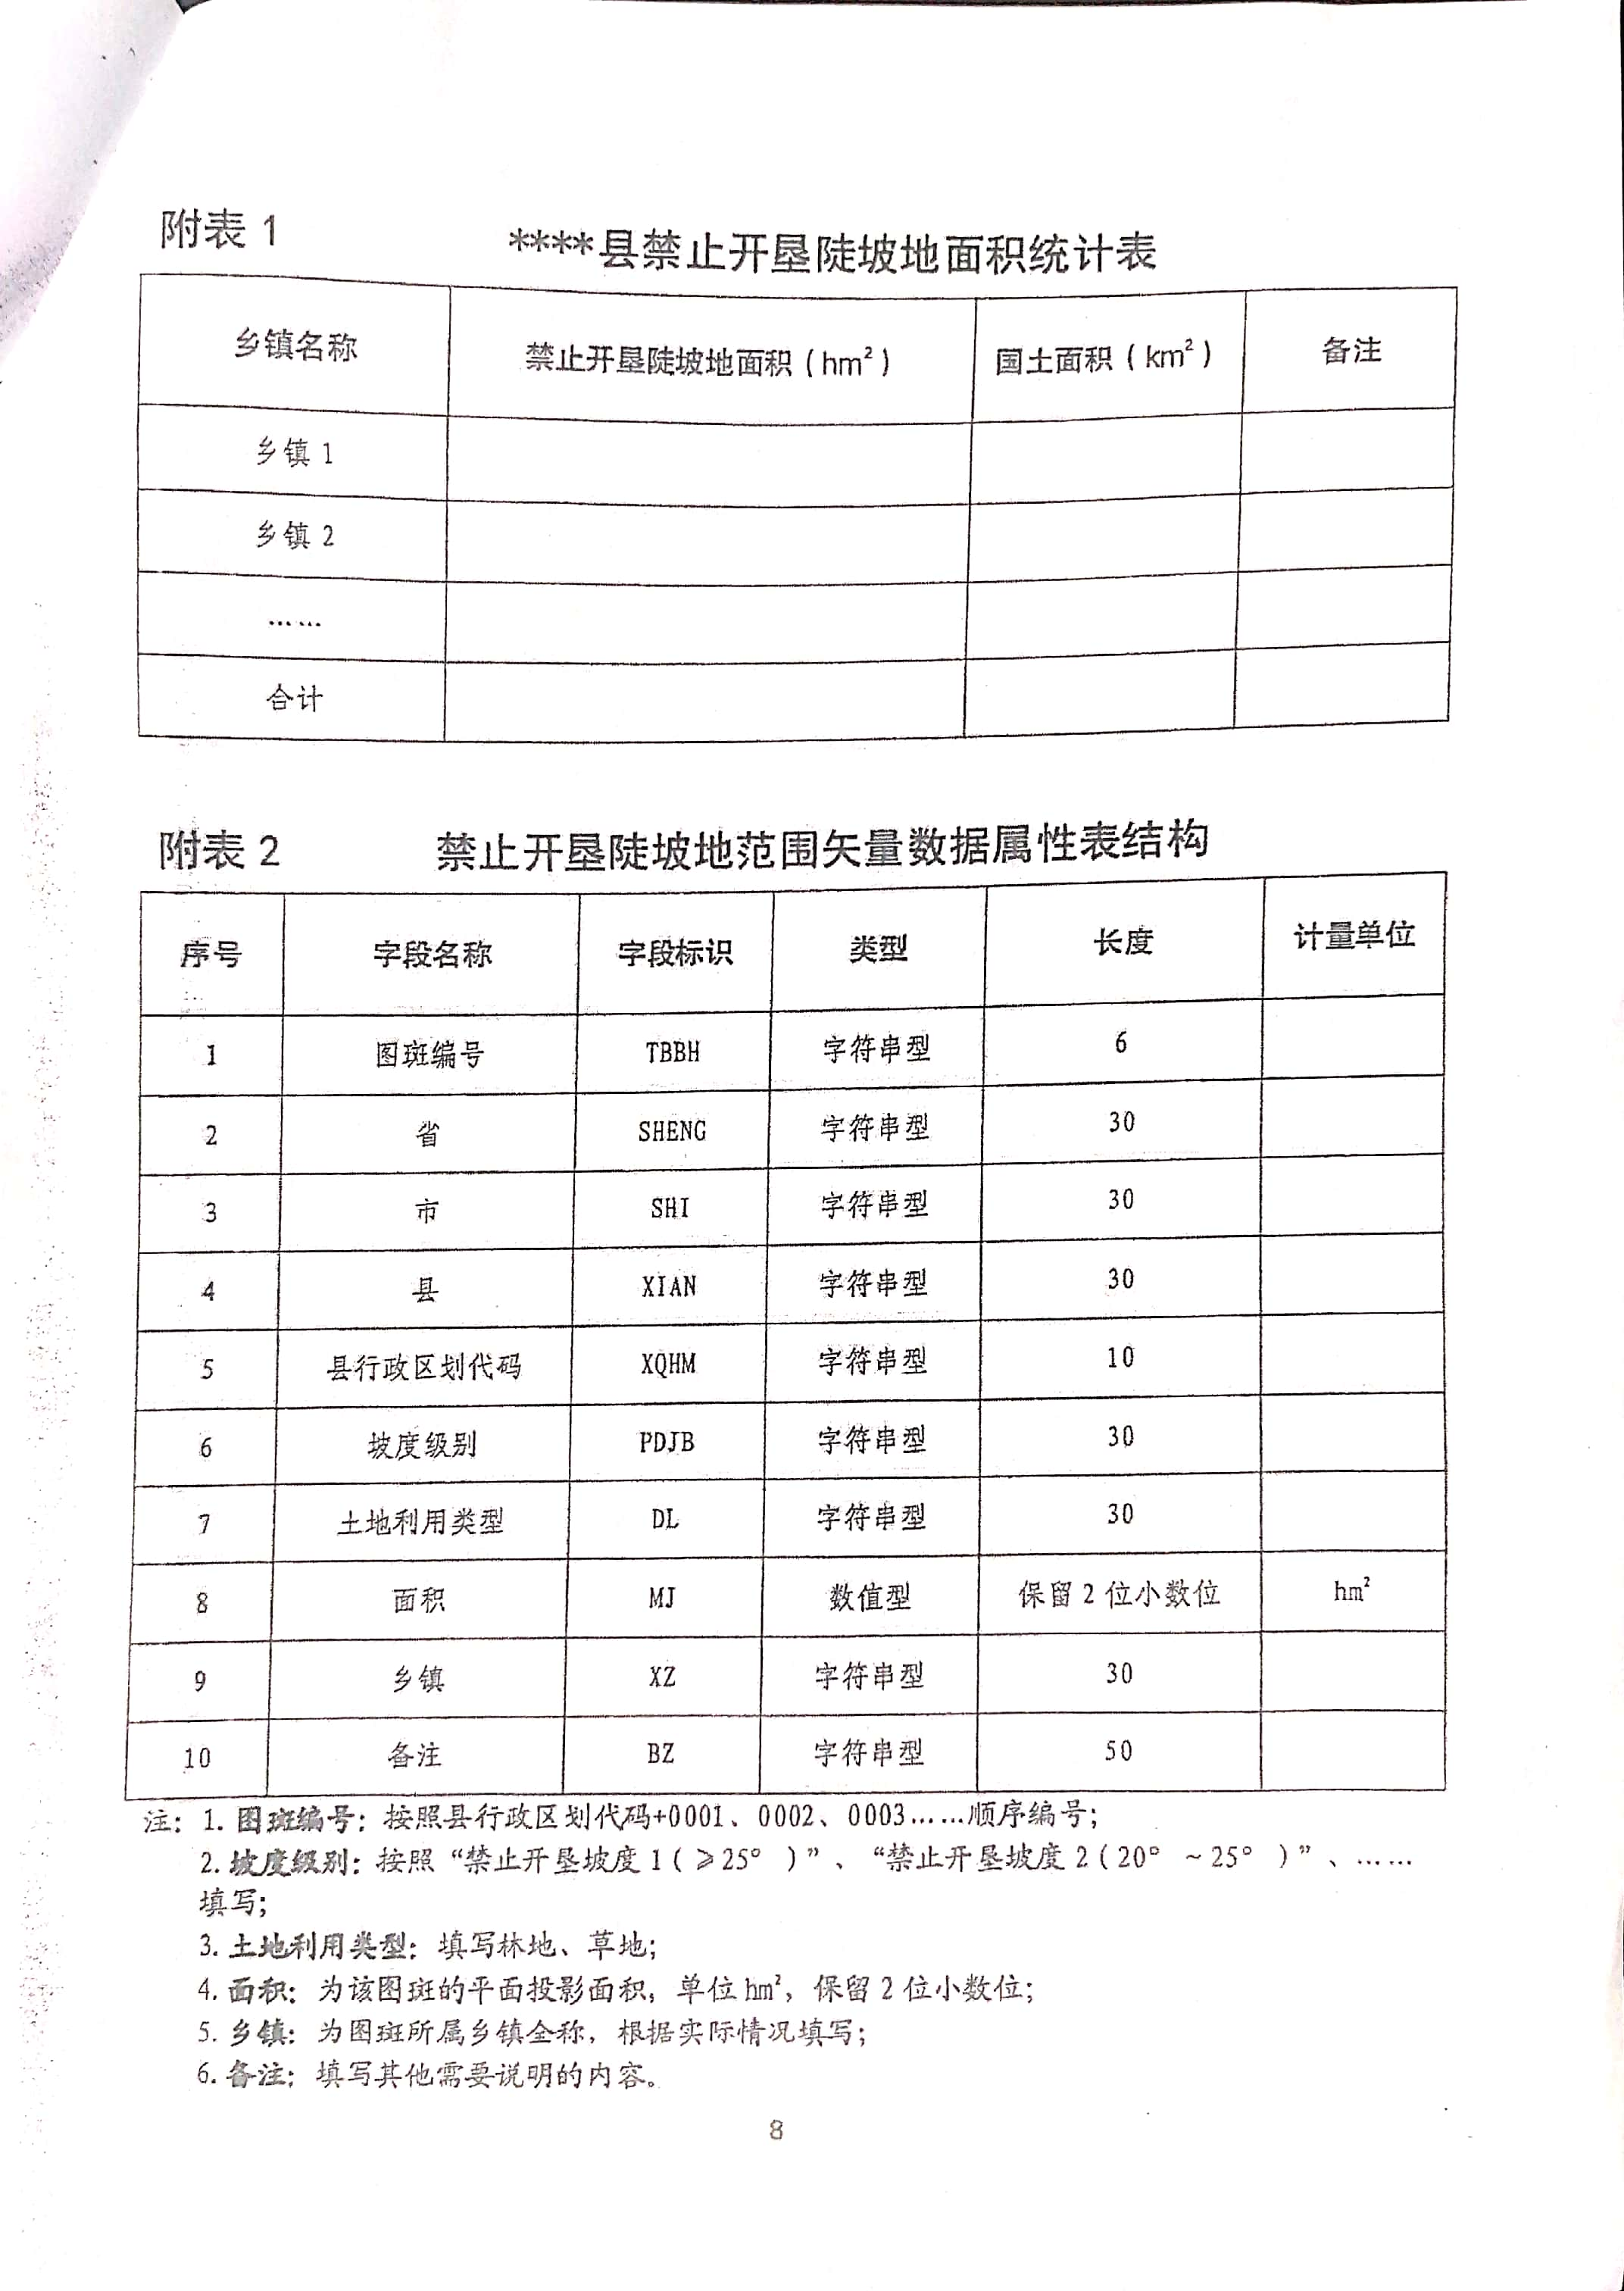 附表 1
****县禁止开垦陡坡地面积统计表
乡镇名称 禁止开垦陡坡地面积（hm²） 国土面积（km²） 备注
乡镇 1
乡镇 2
……
合计
附表 2 禁止开垦陡坡地范围矢量数据属性表结构
序号 字段名称 字段标识 类型 长度 计量单位
1 图斑编号 TBBH 字符串型 6
2 省 SHENG 字符串型 30
3 市 SHI 字符串型 30
4 县 XIAN 字符串型 30
5 县行政区划代码 XQHM 字符串型 10
6 坡度级别 PDJB 字符串型 30
7 土地利用类型 DL 字符串型 30
8 面积 MJ 数值型 保留 2 位小数位 hm²
9 乡镇 XZ 字符串型 30
10 备注 BZ 字符串型 50
注：1. 图斑编号：按照县行政区划代码+0001、0002、0003……顺序编号；
2. 坡度级别：按照“禁止开垦坡度 1（≥25°）”、“禁止开垦坡度 2（20°～25°）”、……
填写；
3. 土地利用类型：填写林地、草地；
4. 面积：为该图斑的平面投影面积，单位 hm²，保留 2 位小数位；
5. 乡镇：为图斑所属乡镇全称，根据实际情况填写；
6. 备注：填写其他需要说明的内容。
8